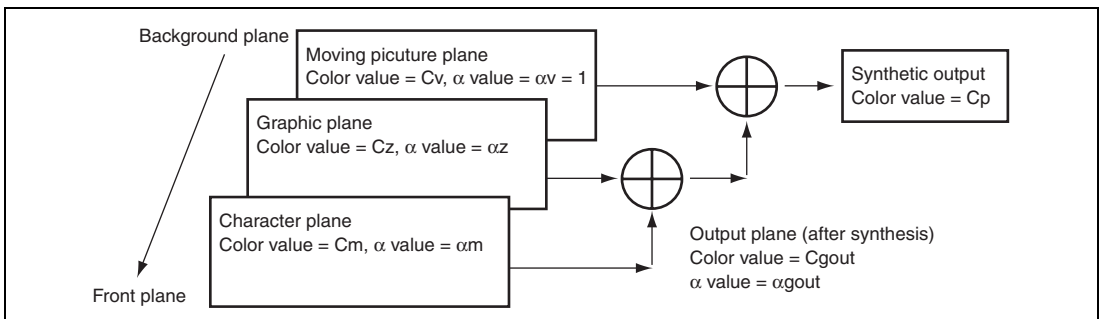 Background plane
Moving picuture plane
Color value = Cv, α value = αv = 1
Synthetic output
Color value = Cp
Graphic plane
Color value = Cz, α value = αz
Character plane
Color value = Cm, α value = αm
Output plane (after synthesis)
Color value = Cgout
α value = αgout
Front plane